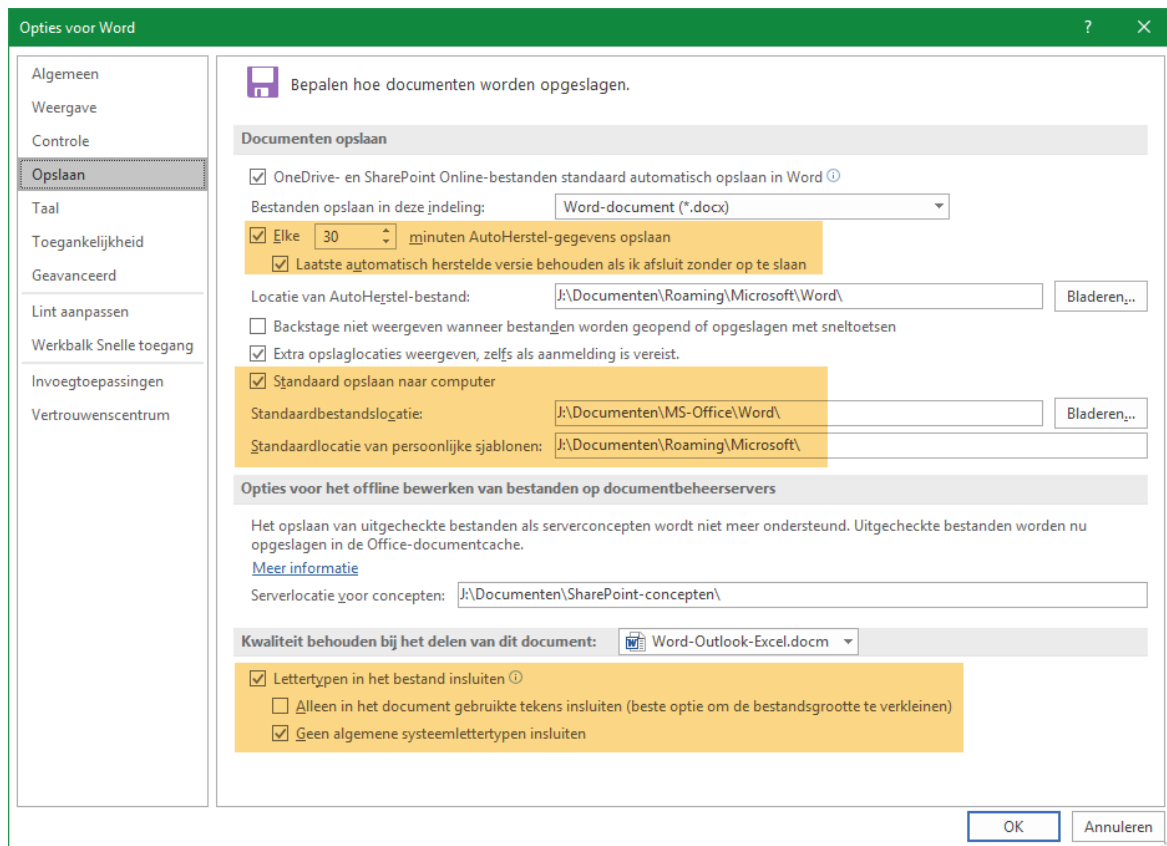 Opties voor Word
Algemeen
Weergave
Controle
Opslaan
Taal
Toegankelijkheid
Geavanceerd
Lint aanpassen
Werkbalk Snelle toegang
Invoegtoepassingen
Vertrouwenscentrum
Bepalen hoe documenten worden opgeslagen.
Documenten opslaan
OneDrive- en SharePoint Online-bestanden standaard automatisch opslaan in Word
Bestanden opslaan in deze indeling: Word-document (*.docx)
Elke 30 minuten AutoHerstel-gegevens opslaan
Laatste automatisch herstelde versie behouden als ik afsluit zonder op te slaan
Locatie van AutoHerstel-bestand: J:\Documenten\Roaming\Microsoft\Word\ Bladeren...
Backstage niet weergeven wanneer bestanden worden geopend of opgeslagen met sneltoetsen
Extra opslaglocaties weergeven, zelfs als aanmelding is vereist.
Standaard opslaan naar computer
Standaardbestandslocatie: J:\Documenten\MS-Office\Word\ Bladeren...
Standaardlocatie van persoonlijke sjablonen: J:\Documenten\Roaming\Microsoft\
Opties voor het offline bewerken van bestanden op documentbeheerservers
Het opslaan van uitgecheckte bestanden als serverconcepten wordt niet meer ondersteund. Uitgecheckte bestanden worden nu
opgeslagen in de Office-documentcache.
Meer informatie
Serverlocatie voor concepten: J:\Documenten\SharePoint-concepten\
Kwaliteit behouden bij het delen van dit document: Word-Outlook-Excel.docm
Lettertypen in het bestand insluiten
Alleen in het document gebruikte tekens insluiten (beste optie om de bestandsgrootte te verkleinen)
Geen algemene systeemlettertypen insluiten
OK Annuleren